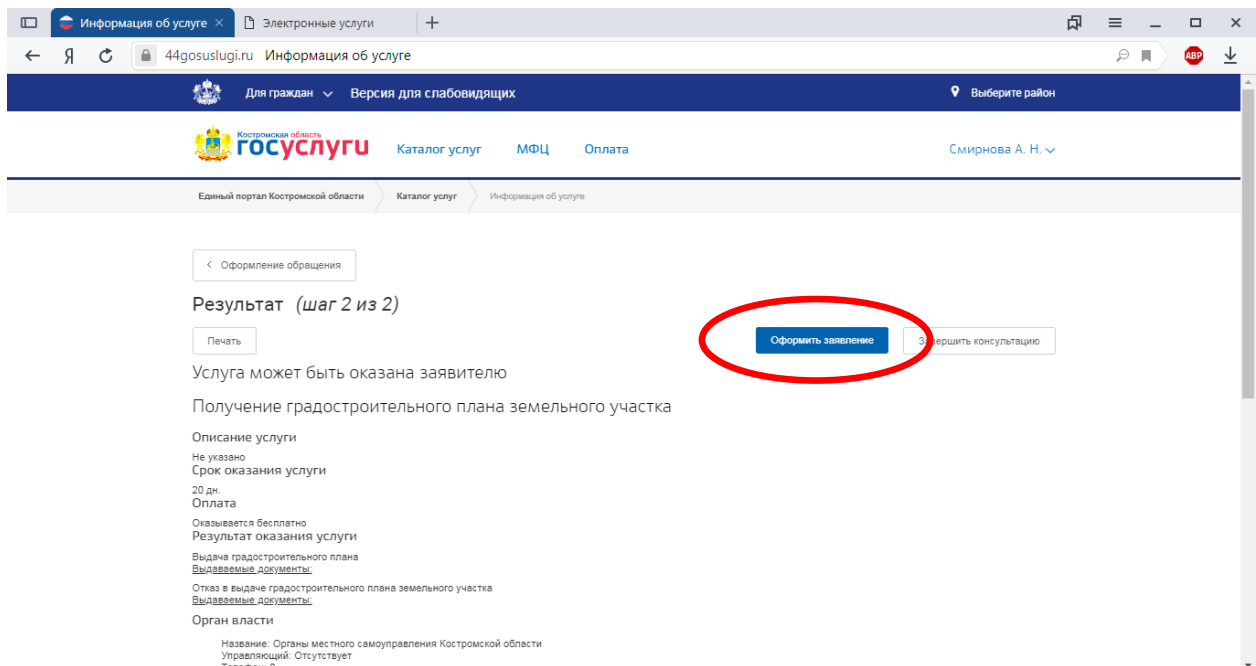 Информация об услуге
Электронные услуги
44gosuslugi.ru Информация об услуге
ABP
Для граждан
Версия для слабовидящих
Выберите район
Костромская область
госуслуги
Каталог услуг
МФЦ
Оплата
Смирнова А. Н.
Единый портал Костромской области
Каталог услуг
Информация об услуге
Оформление обращения
Результат (шаг 2 из 2)
Печать
Оформить заявление
Завершить консультацию
Услуга может быть оказана заявителю
Получение градостроительного плана земельного участка
Описание услуги
Не указано
Срок оказания услуги
20 дн.
Оплата
Оказывается бесплатно
Результат оказания услуги
Выдача градостроительного плана
Выдаваемые документы:
Отказ в выдаче градостроительного плана земельного участка
Выдаваемые документы:
Орган власти
Название: Органы местного самоуправления Костромской области
Управляющий: Отсутствует